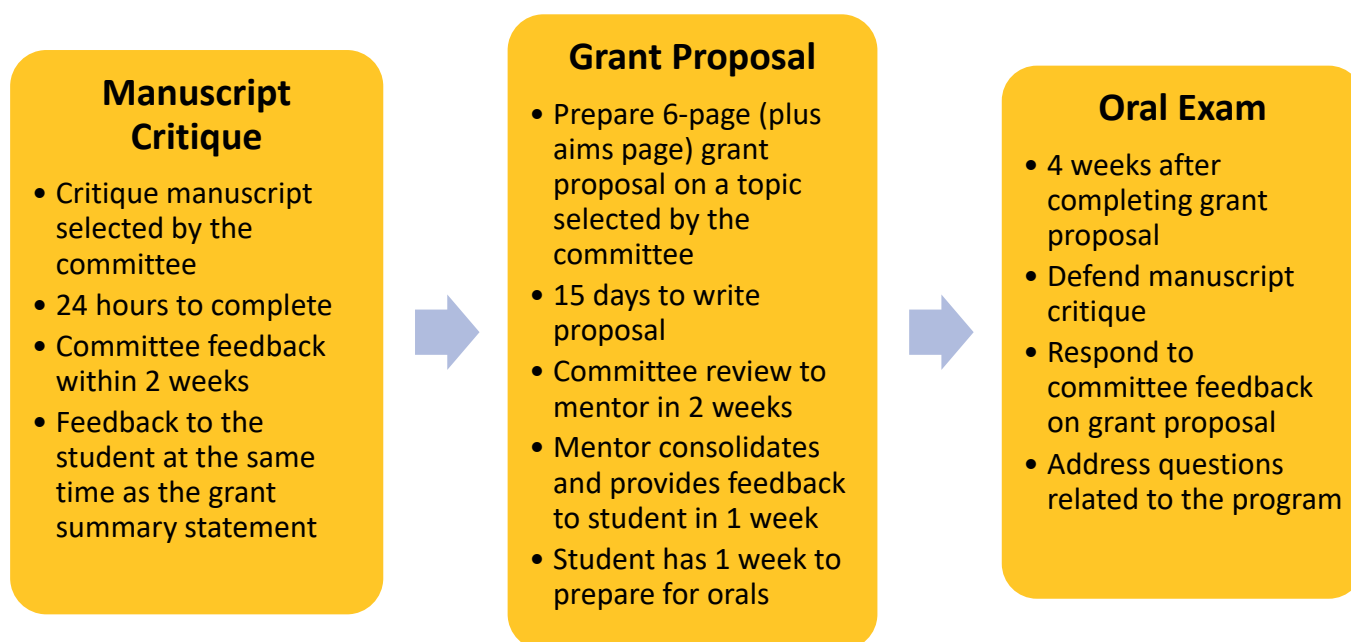 Manuscript
Critique
• Critique manuscript
selected by the
committee
• 24 hours to complete
• Committee feedback
within 2 weeks
• Feedback to the
student at the same
time as the grant
summary statement
Grant Proposal
• Prepare 6-page (plus
aims page) grant
proposal on a topic
selected by the
committee
• 15 days to write
proposal
• Committee review to
mentor in 2 weeks
• Mentor consolidates
and provides feedback
to student in 1 week
• Student has 1 week to
prepare for orals
Oral Exam
• 4 weeks after
completing grant
proposal
• Defend manuscript
critique
• Respond to
committee feedback
on grant proposal
• Address questions
related to the program